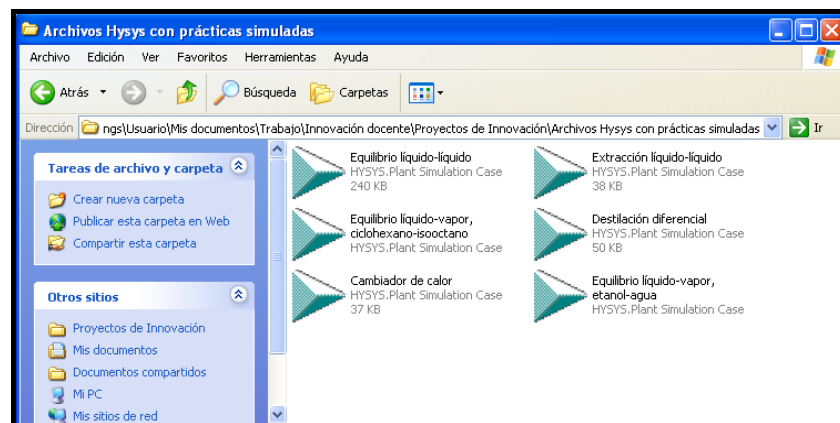 Archivos Hysys con prácticas simuladas
Archivo Edición Ver Favoritos Herramientas Ayuda
Atrás Búsqueda Carpetas
Dirección ngs\Usuario\Mis documentos\Trabajo\Innovación docente\Proyectos de Innovación\Archivos Hysys con prácticas simuladas Ir
Tareas de archivo y carpeta
Crear nueva carpeta
Publicar esta carpeta en Web
Compartir esta carpeta
Otros sitios
Proyectos de Innovación
Mis documentos
Documentos compartidos
Mi PC
Mis sitios de red
Equilibrio líquido-líquido
HYSYS.Plant Simulation Case
240 KB
Extracción líquido-líquido
HYSYS.Plant Simulation Case
38 KB
Equilibrio líquido-vapor,
ciclohexano-isooctano
HYSYS.Plant Simulation Case
Destilación diferencial
HYSYS.Plant Simulation Case
50 KB
Cambiador de calor
HYSYS.Plant Simulation Case
37 KB
Equilibrio líquido-vapor,
etanol-agua
HYSYS.Plant Simulation Case